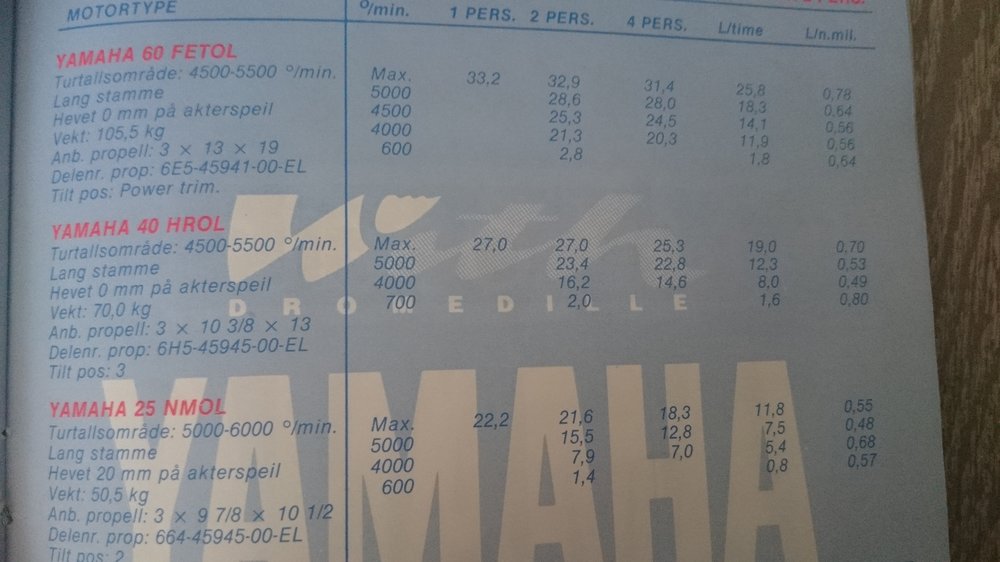 2 PERS.
MOTORTYPE º/min. 1 PERS. 2 PERS. 4 PERS. L/time L/n.mil.
YAMAHA 60 FETOL
Turtallsområde: 4500-5500 º/min. Max. 33,2 32,9 31,4 25,8 0,78
Lang stamme 5000 28,6 28,0 18,3 0,64
Hevet 0 mm på akterspeil 4500 25,3 24,5 14,1 0,56
Vekt: 105,5 kg 4000 21,3 20,3 11,9 0,56
Anb. propell: 3 × 13 × 19 600 2,8 1,8 0,64
Delenr. prop: 6E5-45941-00-EL
Tilt pos: Power trim.
With
DROMEDILLE
YAMAHA 40 HROL
Turtallsområde: 4500-5500 º/min. Max. 27,0 27,0 25,3 19,0 0,70
Lang stamme 5000 23,4 22,8 12,3 0,53
Hevet 0 mm på akterspeil 4000 16,2 14,6 8,0 0,49
Vekt: 70,0 kg 700 2,0 1,6 0,80
Anb. propell: 3 × 10 3/8 × 13
Delenr. prop: 6H5-45945-00-EL
Tilt pos: 3
YAMAHA
YAMAHA 25 NMOL
Turtallsområde: 5000-6000 º/min. Max. 22,2 21,6 18,3 11,8 0,55
Lang stamme 5000 15,5 12,8 7,5 0,48
Hevet 20 mm på akterspeil 4000 7,9 7,0 5,4 0,68
Vekt: 50,5 kg 600 1,4 0,8 0,57
Anb. propell: 3 × 9 7/8 × 10 1/2
Delenr. prop: 664-45945-00-EL
Tilt pos: 2